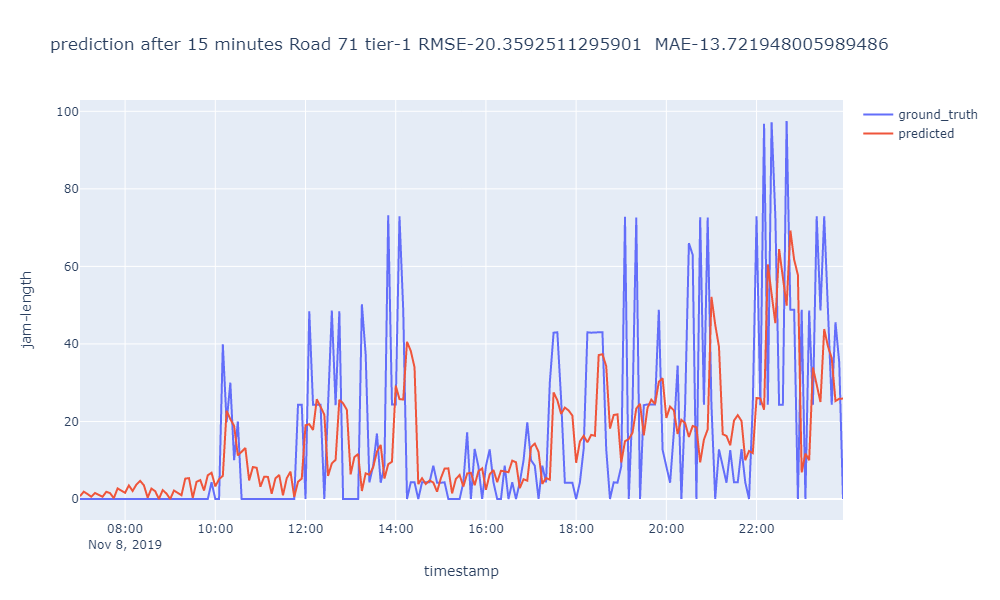 prediction after 15 minutes Road 71 tier-1 RMSE-20.3592511295901  MAE-13.721948005989486
ground_truth
predicted
jam-length
100
80
60
40
20
0
08:00 10:00 12:00 14:00 16:00 18:00 20:00 22:00
Nov 8, 2019
timestamp